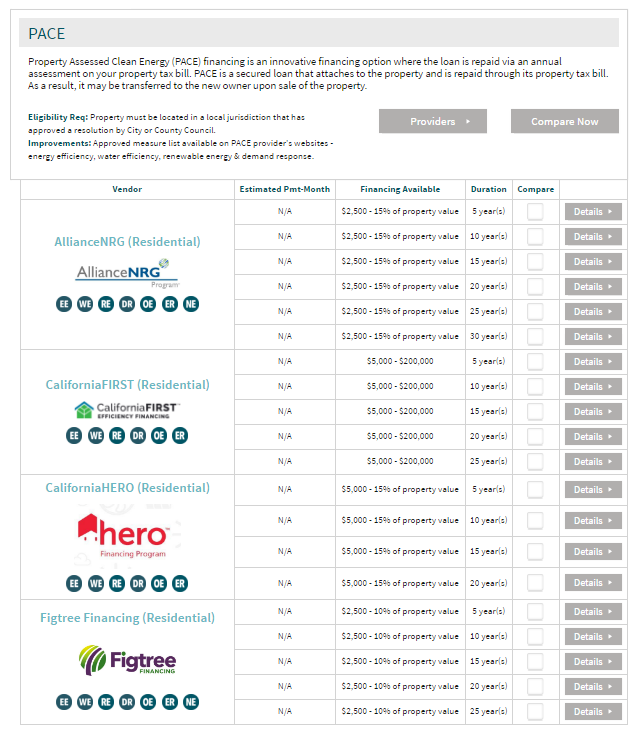 PACE
Property Assessed Clean Energy (PACE) financing is an innovative financing option where the loan is repaid via an annual
assessment on your property tax bill. PACE is a secured loan that attaches to the property and is repaid through its property tax bill.
As a result, it may be transferred to the new owner upon sale of the property.
Eligibility Req: Property must be located in a local jurisdiction that has
approved a resolution by City or County Council.
Improvements: Approved measure list available on PACE provider's websites -
energy efficiency, water efficiency, renewable energy & demand response.
Providers
Compare Now
Vendor Estimated Pmt-Month Financing Available Duration Compare
AllianceNRG (Residential)
AllianceNRG
Program
EE WE RE DR OE ER NE
N/A $2,500 - 15% of property value 5 year(s) Details
N/A $2,500 - 15% of property value 10 year(s) Details
N/A $2,500 - 15% of property value 15 year(s) Details
N/A $2,500 - 15% of property value 20 year(s) Details
N/A $2,500 - 15% of property value 25 year(s) Details
N/A $2,500 - 15% of property value 30 year(s) Details
CaliforniaFIRST (Residential)
CaliforniaFIRST
EFFICIENCY FINANCING
EE WE RE DR OE ER
N/A $5,000 - $200,000 5 year(s) Details
N/A $5,000 - $200,000 10 year(s) Details
N/A $5,000 - $200,000 15 year(s) Details
N/A $5,000 - $200,000 20 year(s) Details
N/A $5,000 - $200,000 25 year(s) Details
CaliforniaHERO (Residential)
hero
Financing Program
EE WE RE DR OE ER
N/A $5,000 - 15% of property value 5 year(s) Details
N/A $5,000 - 15% of property value 10 year(s) Details
N/A $5,000 - 15% of property value 15 year(s) Details
N/A $5,000 - 15% of property value 20 year(s) Details
Figtree Financing (Residential)
Figtree
FINANCING
EE WE RE DR OE ER NE
N/A $2,500 - 10% of property value 5 year(s) Details
N/A $2,500 - 10% of property value 10 year(s) Details
N/A $2,500 - 10% of property value 15 year(s) Details
N/A $2,500 - 10% of property value 20 year(s) Details
N/A $2,500 - 10% of property value 25 year(s) Details